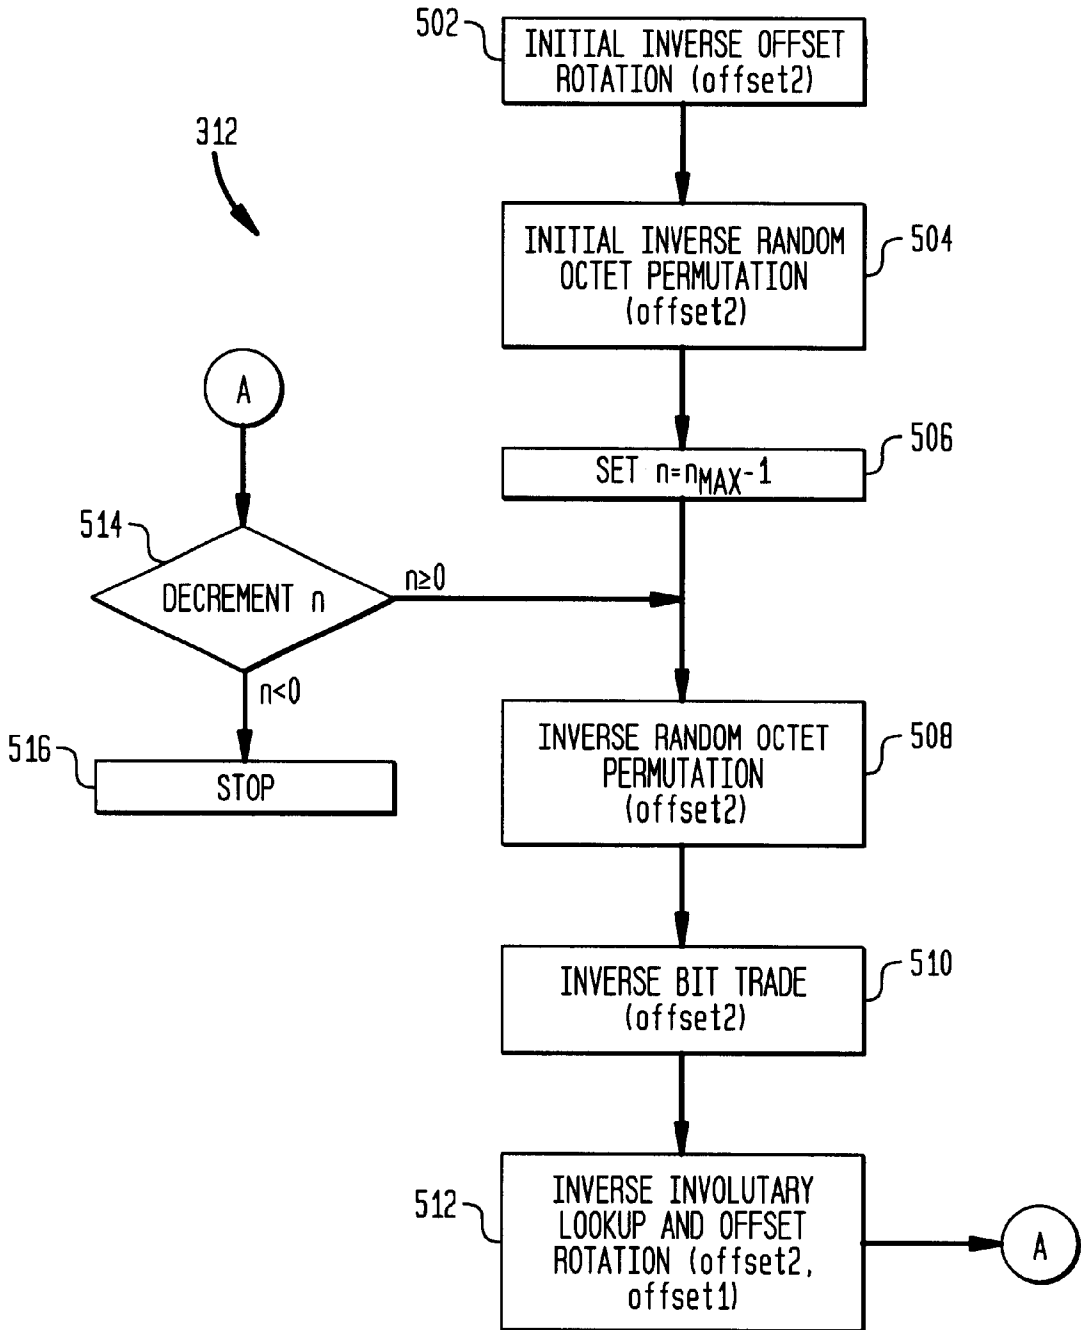 502
INITIAL INVERSE OFFSET
ROTATION (offset2)
312
INITIAL INVERSE RANDOM
OCTET PERMUTATION
(offset2)
504
A
SET n=nMAX-1
506
514
DECREMENT n
n≥0
n<0
516
STOP
INVERSE RANDOM OCTET
PERMUTATION
(offset2)
508
INVERSE BIT TRADE
(offset2)
510
512
INVERSE INVOLUTARY
LOOKUP AND OFFSET
ROTATION (offset2,
offset1)
A